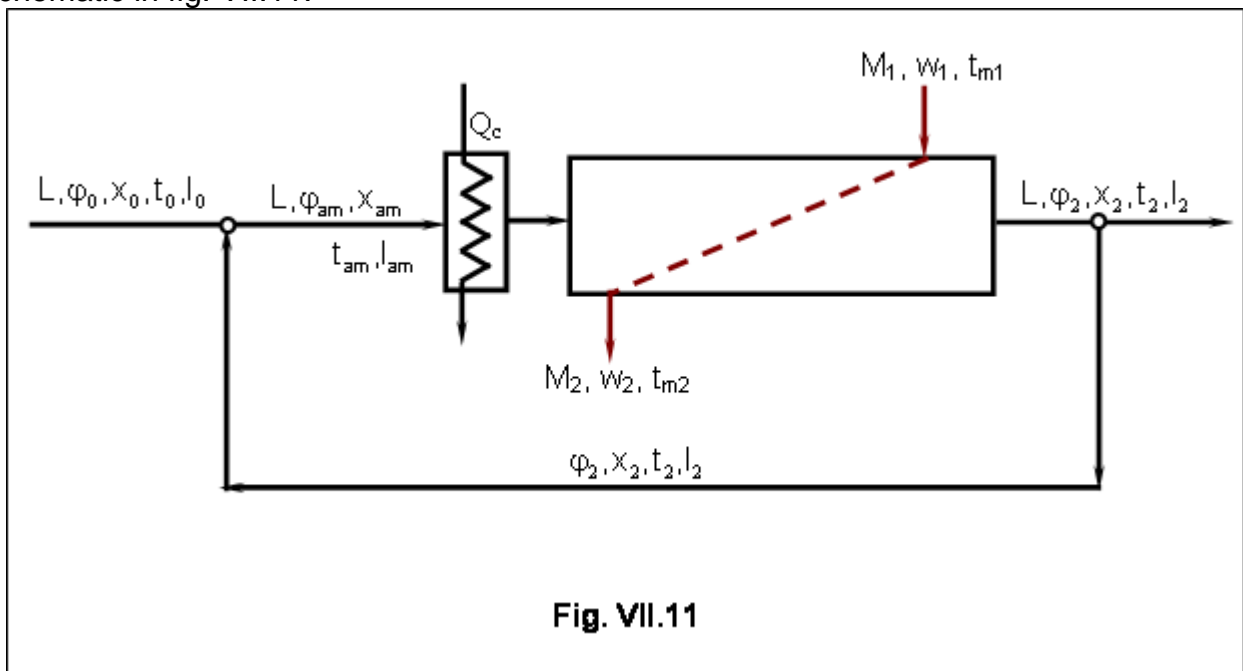 schematic in fig. VII.11.
M₁, w₁, t_m1
Q_c
L,φ₀,x₀,t₀,I₀
L,φ_am,x_am
L,φ₂,x₂,t₂,I₂
t_am,I_am
M₂, w₂, t_m2
φ₂,x₂,t₂,I₂
Fig. VII.11